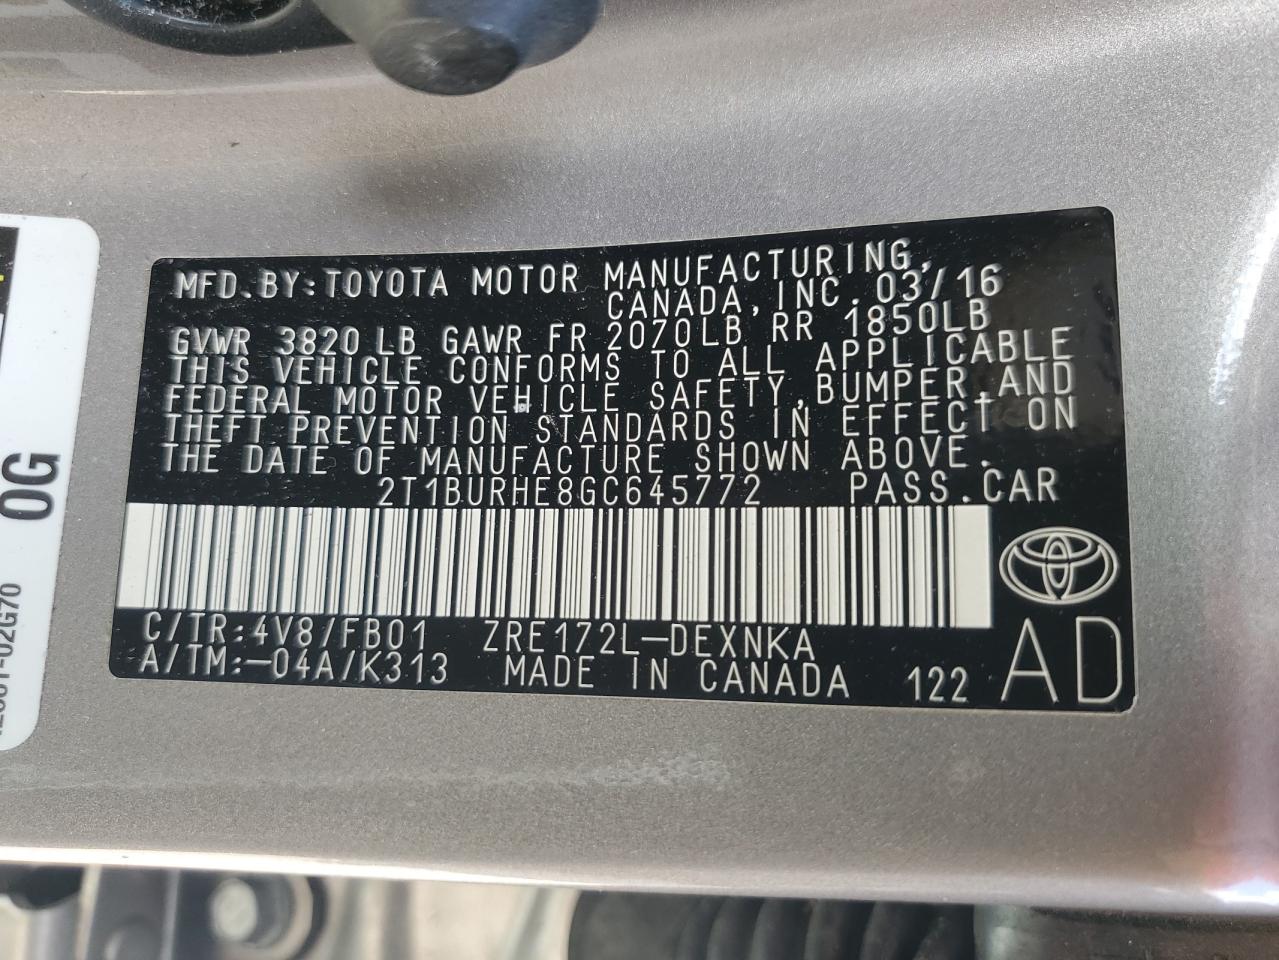 MFD.BY:TOYOTA MOTOR MANUFACTURING,
CANADA,INC. 03/16
GVWR 3820 LB GAWR FR 2070LB RR 1850LB
THIS VEHICLE CONFORMS TO ALL APPLICABLE
FEDERAL MOTOR VEHICLE SAFETY,BUMPER,AND
THEFT PREVENTION STANDARDS IN EFFECT ON
THE DATE OF MANUFACTURE SHOWN ABOVE.
2T1BURHE8GC645772 PASS.CAR
C/TR:4V8/FB01 ZRE172L-DEXNKA
A/TM:-04A/K313 MADE IN CANADA 122 AD
0G